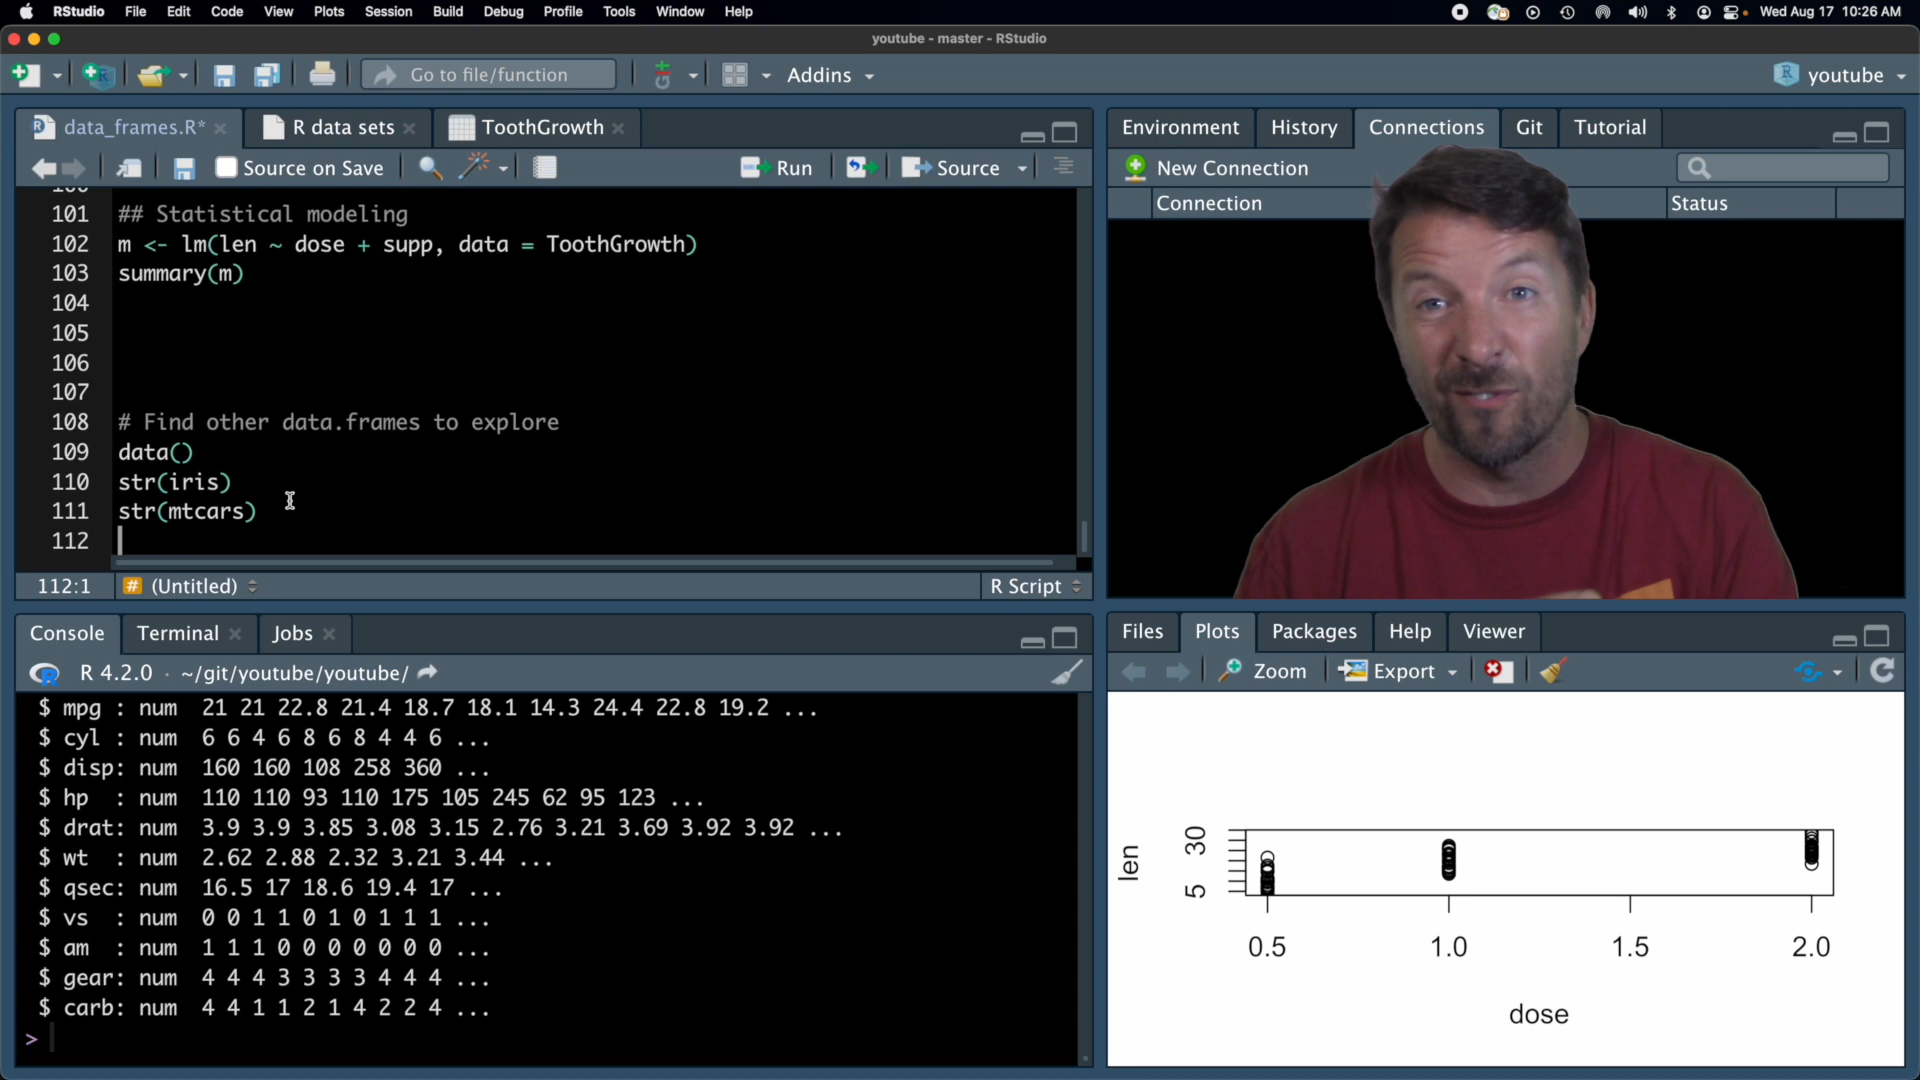 RStudio File Edit Code View Plots Session Build Debug Profile Tools Window Help Wed Aug 17 10:26 AM
youtube - master - RStudio
Go to file/function Addins youtube
data_frames.R* R data sets ToothGrowth
Source on Save Run Source
101 ## Statistical modeling
102 m <- lm(len ~ dose + supp, data = ToothGrowth)
103 summary(m)
104
105
106
107
108 # Find other data.frames to explore
109 data()
110 str(iris)
111 str(mtcars)
112
112:1 # (Untitled) R Script
Environment History Connections Git Tutorial
New Connection
Connection Status
Console Terminal Jobs
R 4.2.0 · ~/git/youtube/youtube/
$ mpg : num 21 21 22.8 21.4 18.7 18.1 14.3 24.4 22.8 19.2 ...
$ cyl : num 6 6 4 6 8 6 8 4 4 6 ...
$ disp: num 160 160 108 258 360 ...
$ hp : num 110 110 93 110 175 105 245 62 95 123 ...
$ drat: num 3.9 3.9 3.85 3.08 3.15 2.76 3.21 3.69 3.92 3.92 ...
$ wt : num 2.62 2.88 2.32 3.21 3.44 ...
$ qsec: num 16.5 17 18.6 19.4 17 ...
$ vs : num 0 0 1 1 0 1 0 1 1 1 ...
$ am : num 1 1 1 0 0 0 0 0 0 0 ...
$ gear: num 4 4 4 3 3 3 3 4 4 4 ...
$ carb: num 4 4 1 1 2 1 4 2 2 4 ...
>
Files Plots Packages Help Viewer
Zoom Export
len
30
5
0.5 1.0 1.5 2.0
dose